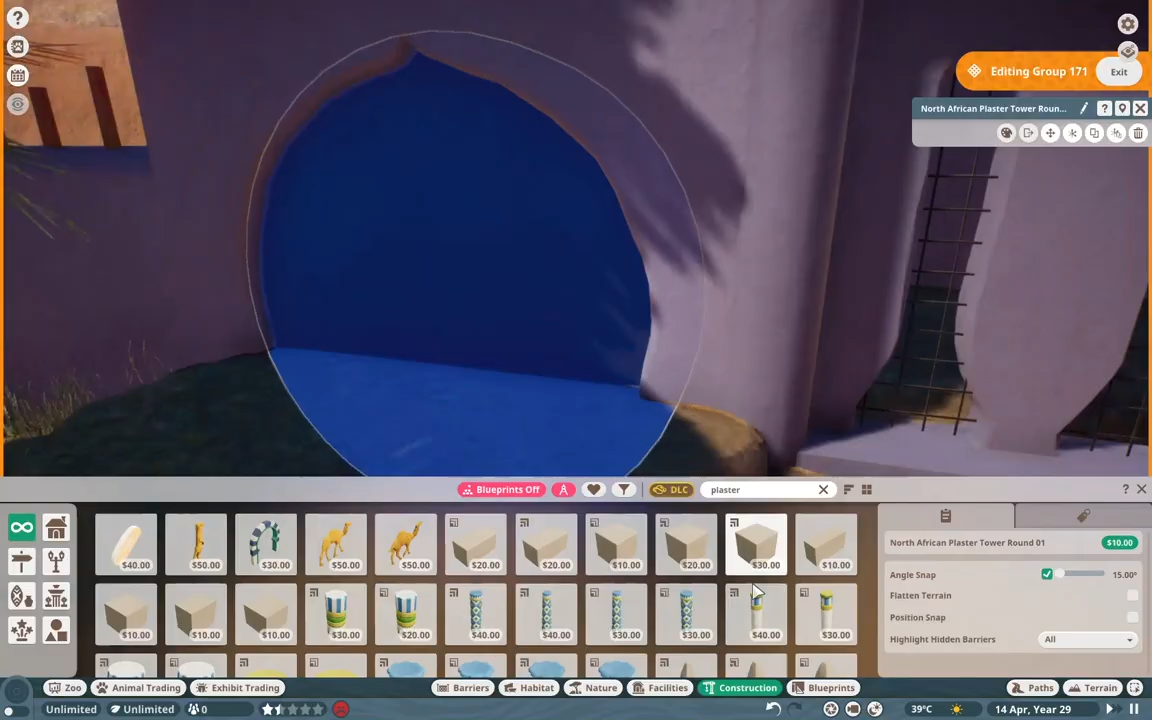 ?
Editing Group 171
Exit
North African Plaster Tower Roun...
?
Blueprints Off
DLC
plaster
?
$40.00
$50.00
$30.00
$50.00
$50.00
$20.00
$20.00
$10.00
$20.00
$30.00
$10.00
$10.00
$10.00
$10.00
$30.00
$20.00
$40.00
$40.00
$30.00
$30.00
$40.00
$30.00
North African Plaster Tower Round 01
$10.00
Angle Snap
15.00°
Flatten Terrain
Position Snap
Highlight Hidden Barriers
All
Zoo
Animal Trading
Exhibit Trading
Barriers
Habitat
Nature
Facilities
Construction
Blueprints
Paths
Terrain
Unlimited
Unlimited
0
39°C
14 Apr, Year 29